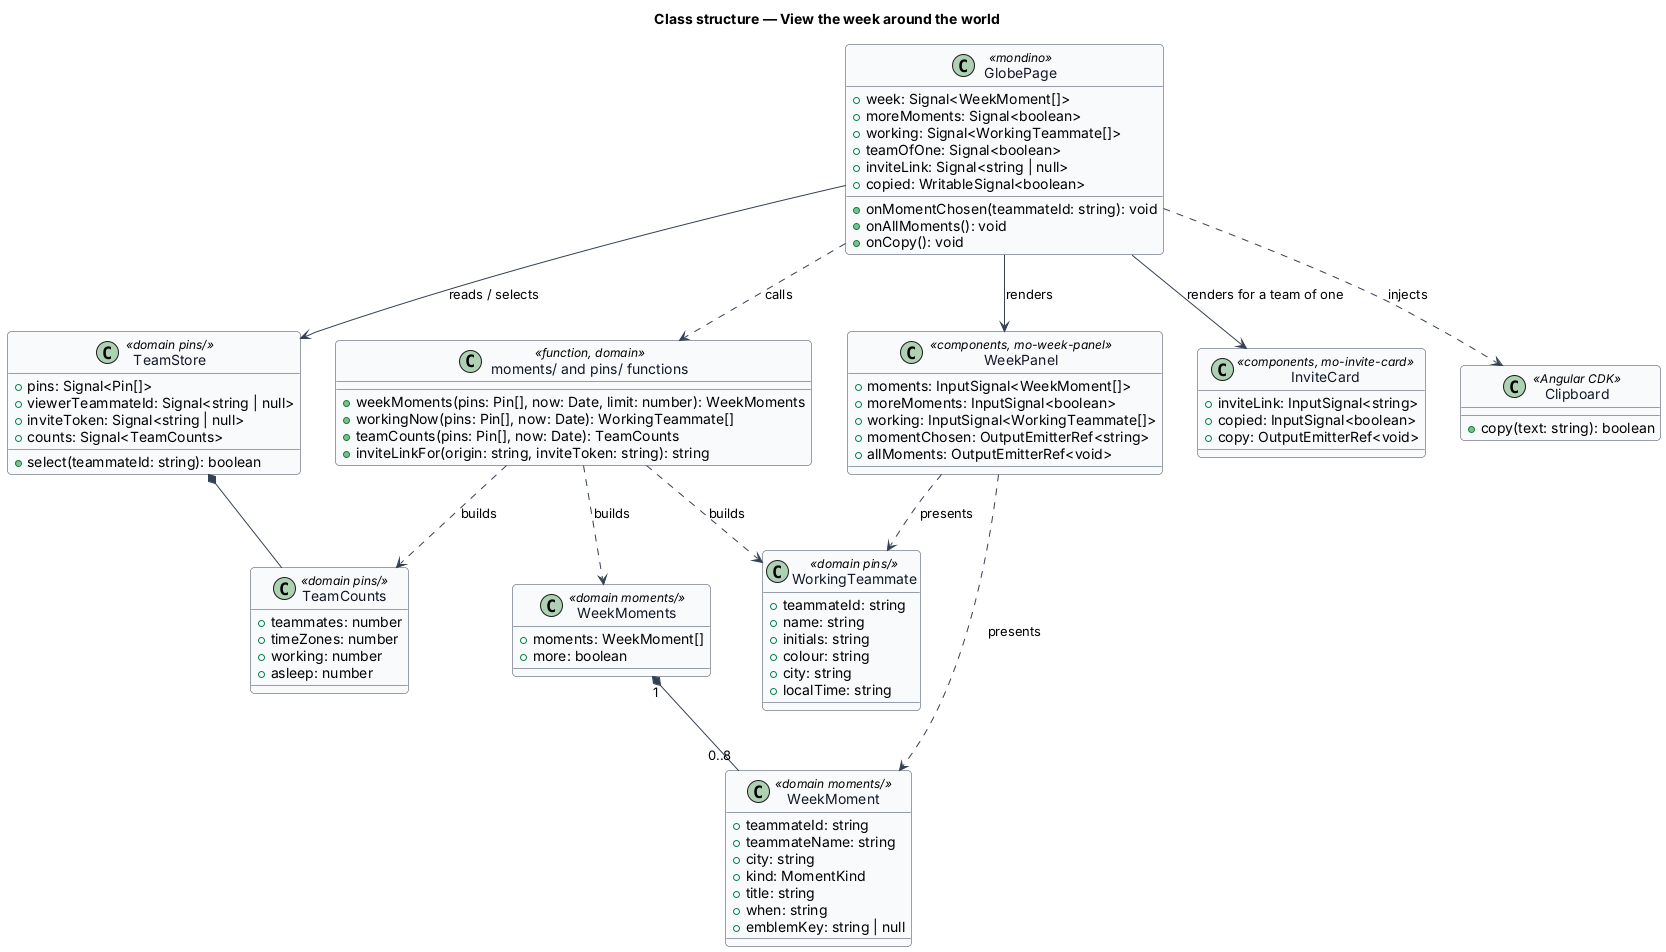 Class structure — View the week around the world
«mondino»
C
GlobePage
week: Signal<WeekMoment[]>
moreMoments: Signal<boolean>
working: Signal<WorkingTeammate[]>
teamOfOne: Signal<boolean>
inviteLink: Signal<string | null>
copied: WritableSignal<boolean>
onMomentChosen(teammateId: string): void
onAllMoments(): void
onCopy(): void
reads / selects
calls
renders
renders for a team of one
injects
«domain pins/»
C
TeamStore
pins: Signal<Pin[]>
viewerTeammateId: Signal<string | null>
inviteToken: Signal<string | null>
counts: Signal<TeamCounts>
select(teammateId: string): boolean
«function, domain»
C
moments/ and pins/ functions
weekMoments(pins: Pin[], now: Date, limit: number): WeekMoments
workingNow(pins: Pin[], now: Date): WorkingTeammate[]
teamCounts(pins: Pin[], now: Date): TeamCounts
inviteLinkFor(origin: string, inviteToken: string): string
«components, mo-week-panel»
C
WeekPanel
moments: InputSignal<WeekMoment[]>
moreMoments: InputSignal<boolean>
working: InputSignal<WorkingTeammate[]>
momentChosen: OutputEmitterRef<string>
allMoments: OutputEmitterRef<void>
«components, mo-invite-card»
C
InviteCard
inviteLink: InputSignal<string>
copied: InputSignal<boolean>
copy: OutputEmitterRef<void>
«Angular CDK»
C
Clipboard
copy(text: string): boolean
builds
builds
builds
presents
presents
«domain pins/»
C
TeamCounts
teammates: number
timeZones: number
working: number
asleep: number
«domain moments/»
C
WeekMoments
moments: WeekMoment[]
more: boolean
«domain pins/»
C
WorkingTeammate
teammateId: string
name: string
initials: string
colour: string
city: string
localTime: string
1
0..8
«domain moments/»
C
WeekMoment
teammateId: string
teammateName: string
city: string
kind: MomentKind
title: string
when: string
emblemKey: string | null